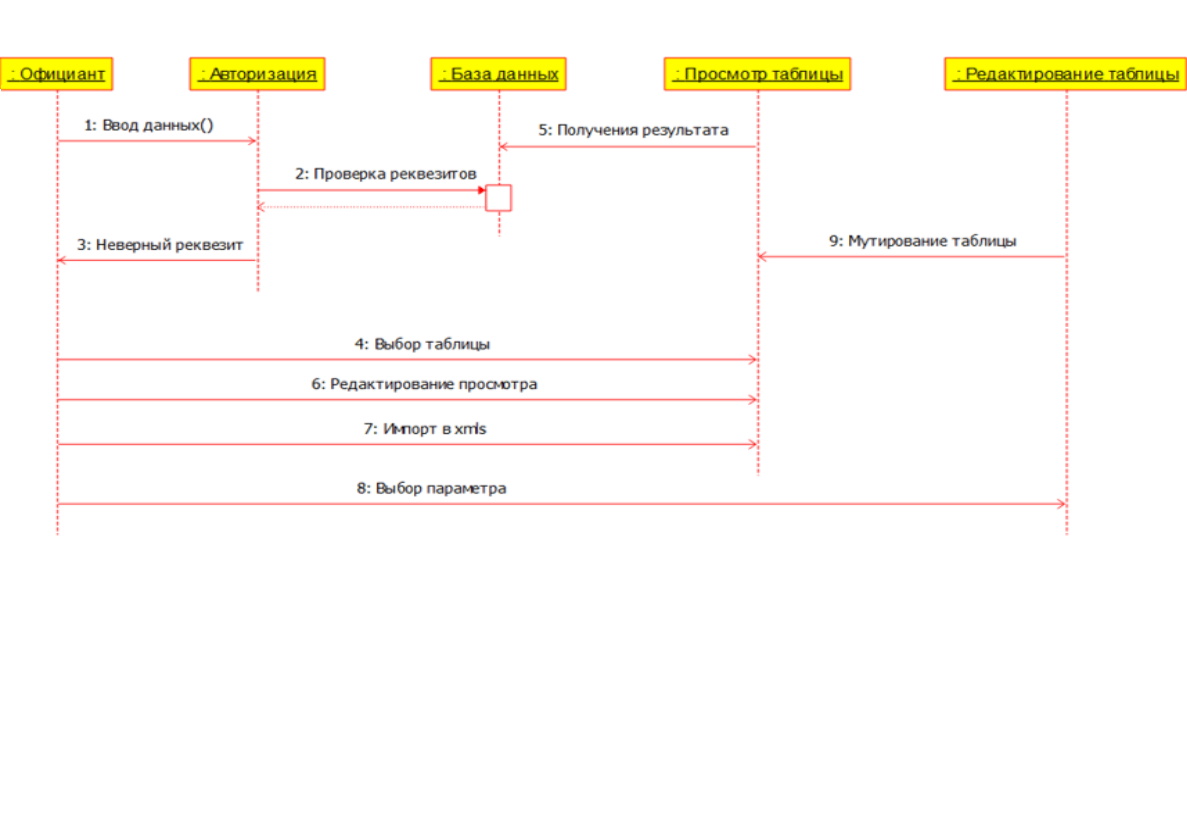 : Официант
: Авторизация
: База данных
: Просмотр таблицы
: Редактирование таблицы
1: Ввод данных()
5: Получения результата
2: Проверка реквезитов
3: Неверный реквезит
9: Мутирование таблицы
4: Выбор таблицы
6: Редактирование просмотра
7: Импорт в xmls
8: Выбор параметра